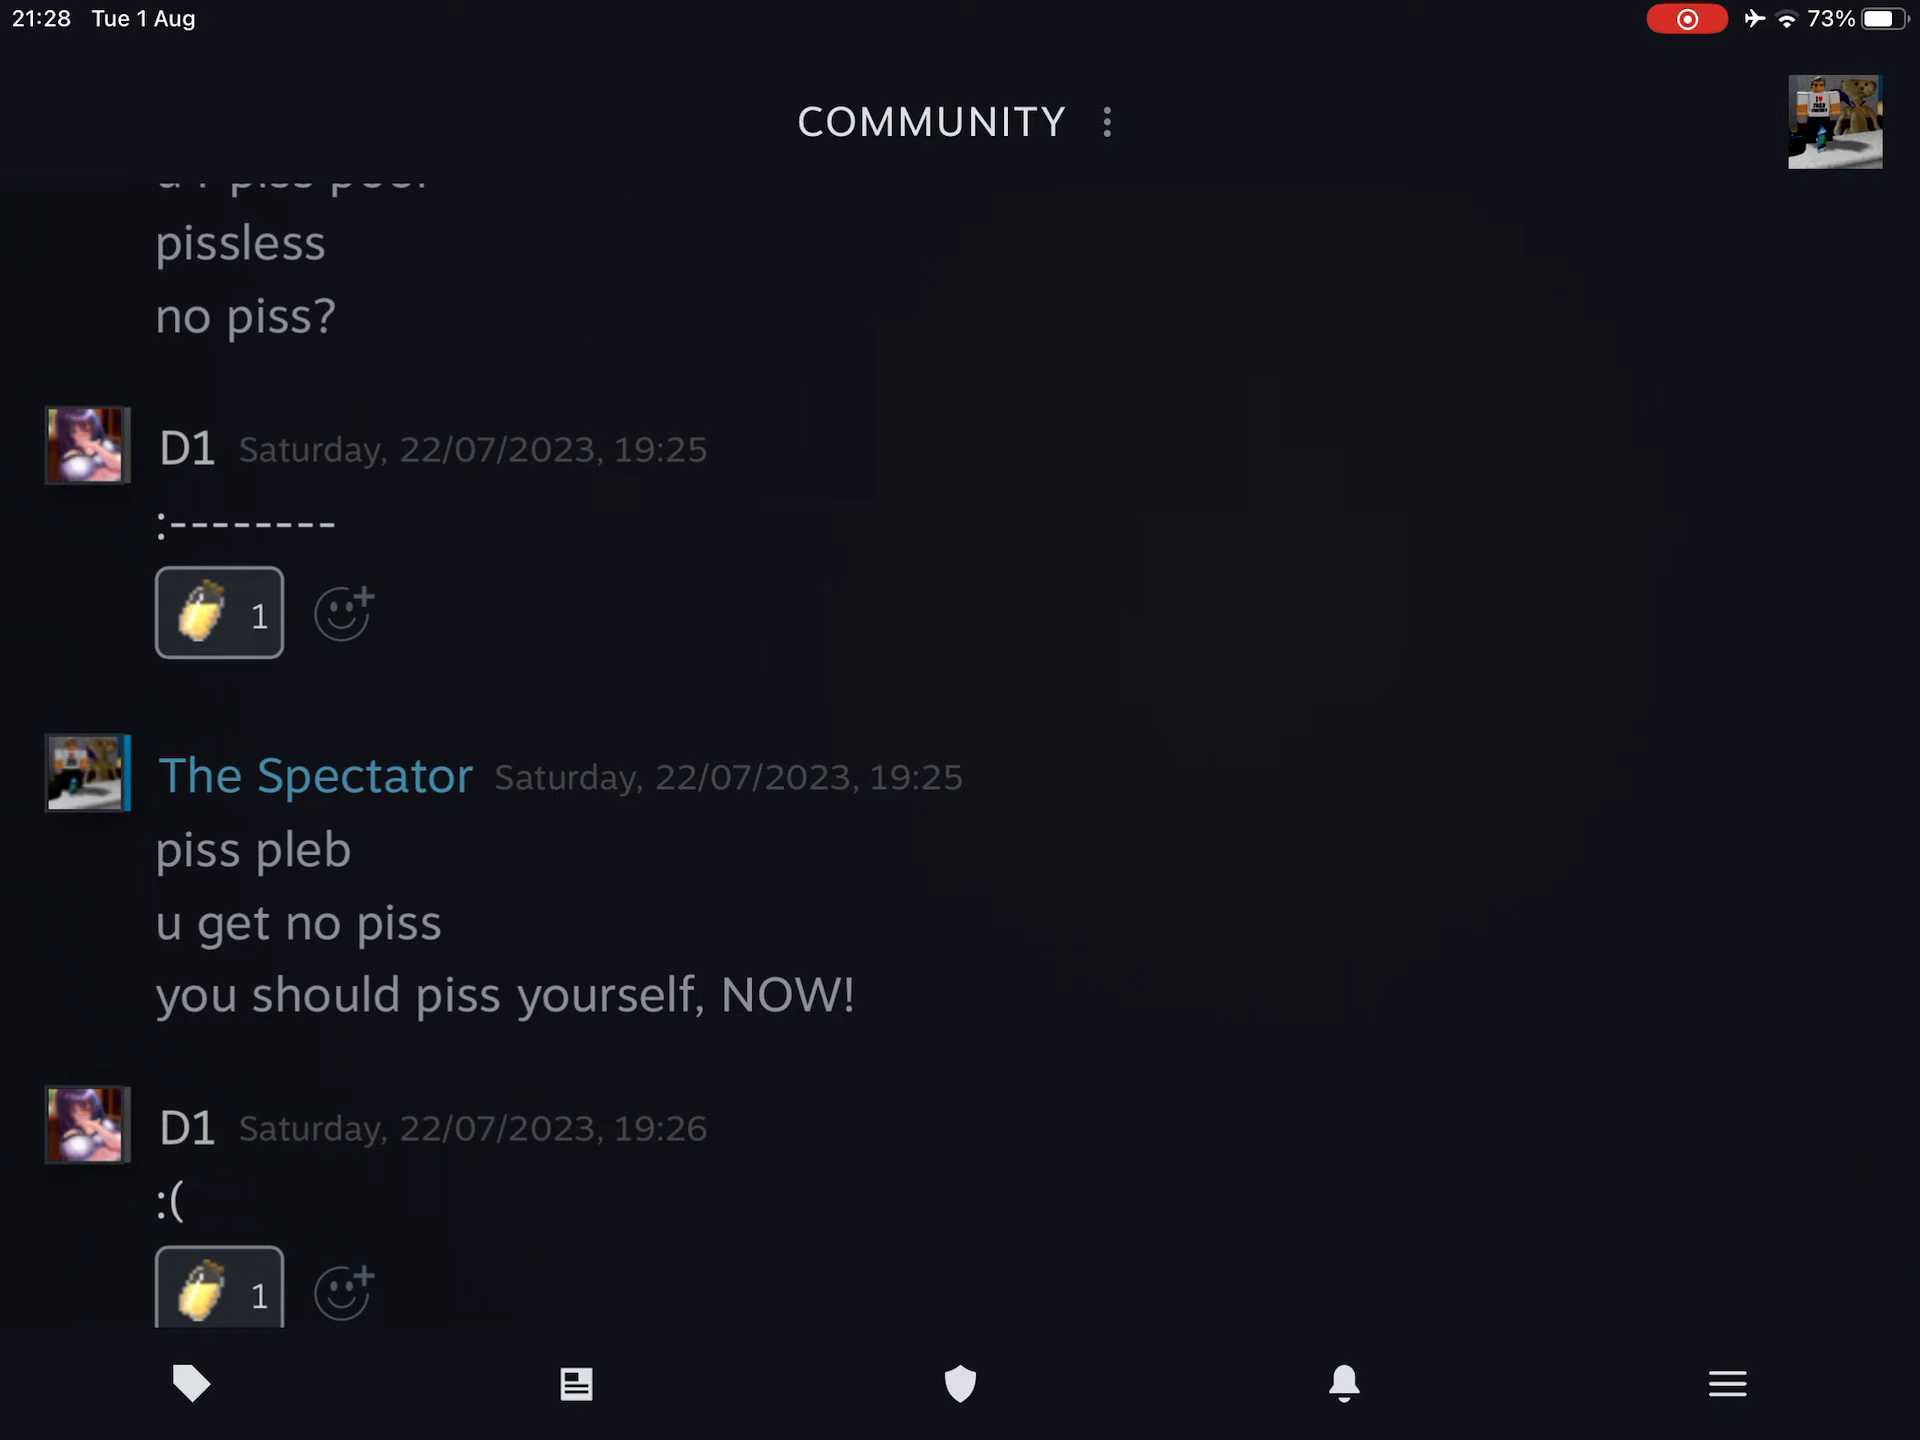 21:28 Tue 1 Aug 73%
COMMUNITY
pissless
no piss?
D1 Saturday, 22/07/2023, 19:25
:--------
1
The Spectator Saturday, 22/07/2023, 19:25
piss pleb
u get no piss
you should piss yourself, NOW!
D1 Saturday, 22/07/2023, 19:26
:(
1